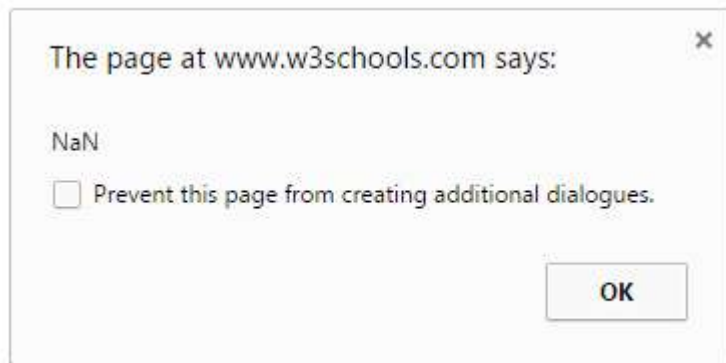 The page at www.w3schools.com says:
NaN
Prevent this page from creating additional dialogues.
OK